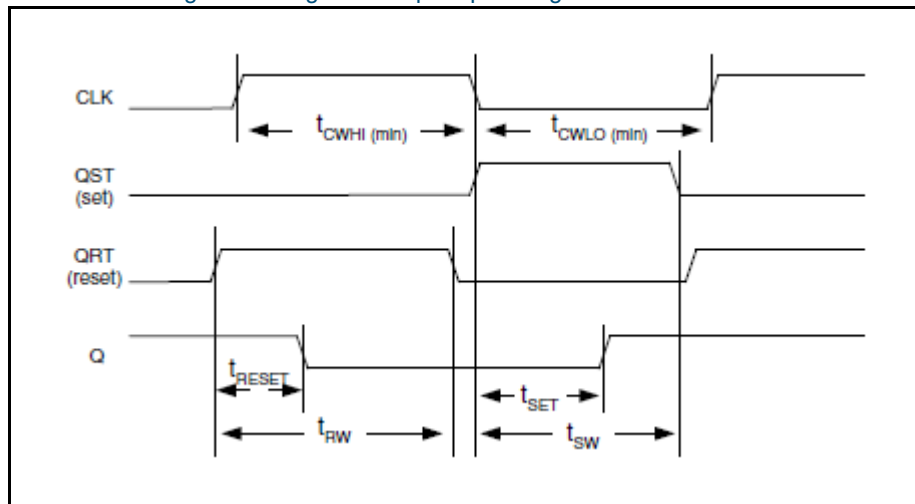 CLK
tCWHI (min)
tCWLO (min)
QST
(set)
QRT
(reset)
Q
tRESET
tSET
tRW
tSW